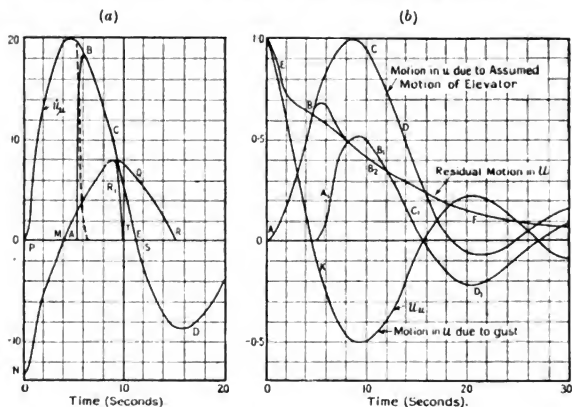 (a)
(b)
20
10
0
-10
0
10
20
P
N
M
A
B
C
R₁
Q
R
T
E
S
D
Time (Seconds).
1·0
0·5
0
-0·5
0
10
20
30
E
C
Motion in u due to Assumed
Motion of Elevator
B
D
B₁
Residual Motion in u
B₂
A
C₁
F
A
K
D₁
Motion in u due to gust
Time (Seconds).